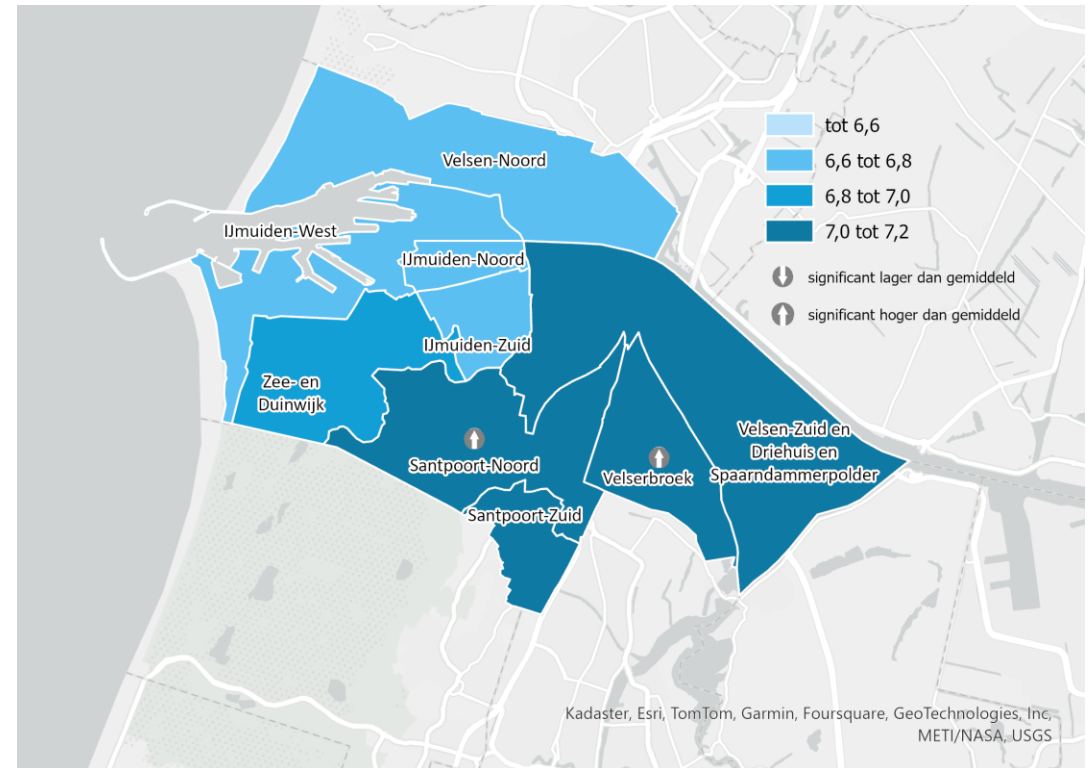 tot 6,6
6,6 tot 6,8
6,8 tot 7,0
7,0 tot 7,2
significant lager dan gemiddeld
significant hoger dan gemiddeld
Velsen-Noord
IJmuiden-West
IJmuiden-Noord
IJmuiden-Zuid
Zee- en
Duinwijk
Santpoort-Noord
Velserbroek
Velsen-Zuid en
Driehuis en
Spaarndammerpolder
Santpoort-Zuid
Kadaster, Esri, TomTom, Garmin, Foursquare, GeoTechnologies, Inc,
METI/NASA, USGS